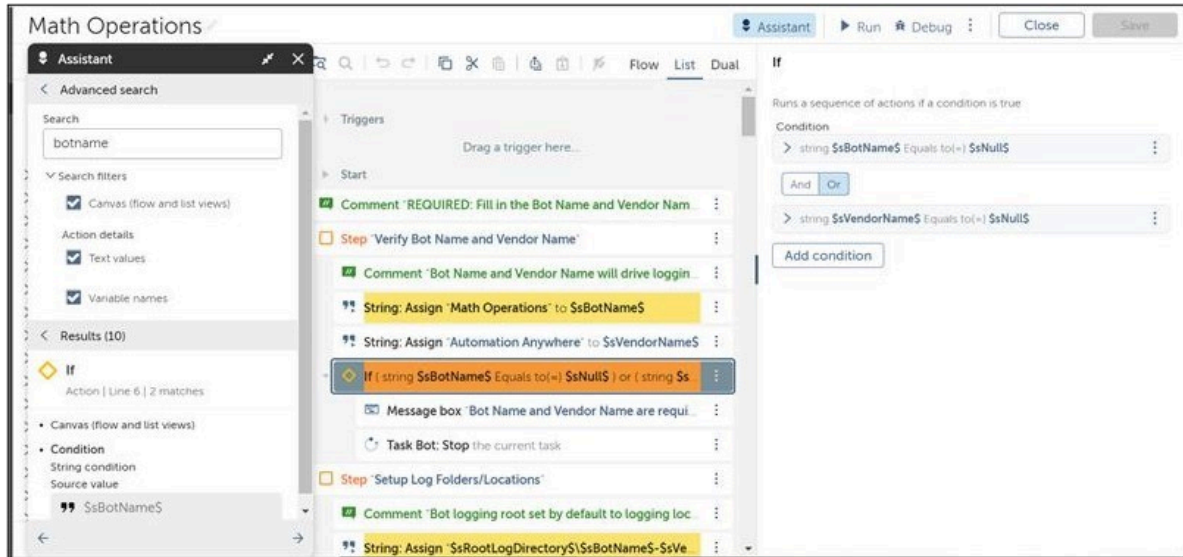 Math Operations
Assistant
Run
Debug
Close
Save
Assistant
Advanced search
Search
botname
Search filters
Canvas (flow and list views)
Action details
Text values
Variable names
Results (10)
If
Action | Line 6 | 2 matches
• Canvas (flow and list views)
• Condition
String condition
Source value
$sBotName$
Flow List Dual
Triggers
Drag a trigger here...
Start
Comment "REQUIRED: Fill in the Bot Name and Vendor Nam
Step "Verify Bot Name and Vendor Name"
Comment "Bot Name and Vendor Name will drive loggin
String: Assign "Math Operations" to $sBotName$
String: Assign "Automation Anywhere" to $sVendorName$
If ( string $sBotName$ Equals to(=) $sNull$ ) or ( string $s
Message box "Bot Name and Vendor Name are requi
Task Bot: Stop the current task
Step "Setup Log Folders/Locations"
Comment "Bot logging root set by default to logging loc
String: Assign "$sRootLogDirectory$\$sBotName$-$sVe
If
Runs a sequence of actions if a condition is true
Condition
string $sBotName$ Equals to(=) $sNull$
And Or
string $sVendorName$ Equals to(=) $sNull$
Add condition